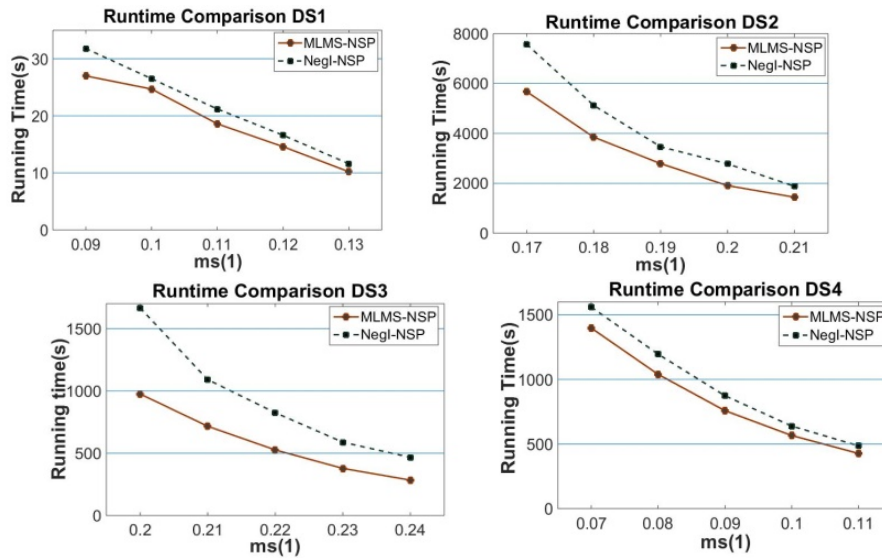 Runtime Comparison DS1
Running Time(s)
30
20
10
0
MLMS-NSP
NegI-NSP
0.09 0.1 0.11 0.12 0.13
ms(1)
Runtime Comparison DS2
Running Time(s)
8000
6000
4000
2000
0
MLMS-NSP
NegI-NSP
0.17 0.18 0.19 0.2 0.21
ms(1)
Runtime Comparison DS3
Running time(s)
1500
1000
500
0
MLMS-NSP
NegI-NSP
0.2 0.21 0.22 0.23 0.24
ms(1)
Runtime Comparison DS4
Running Time(s)
1500
1000
500
0
MLMS-NSP
NegI-NSP
0.07 0.08 0.09 0.1 0.11
ms(1)